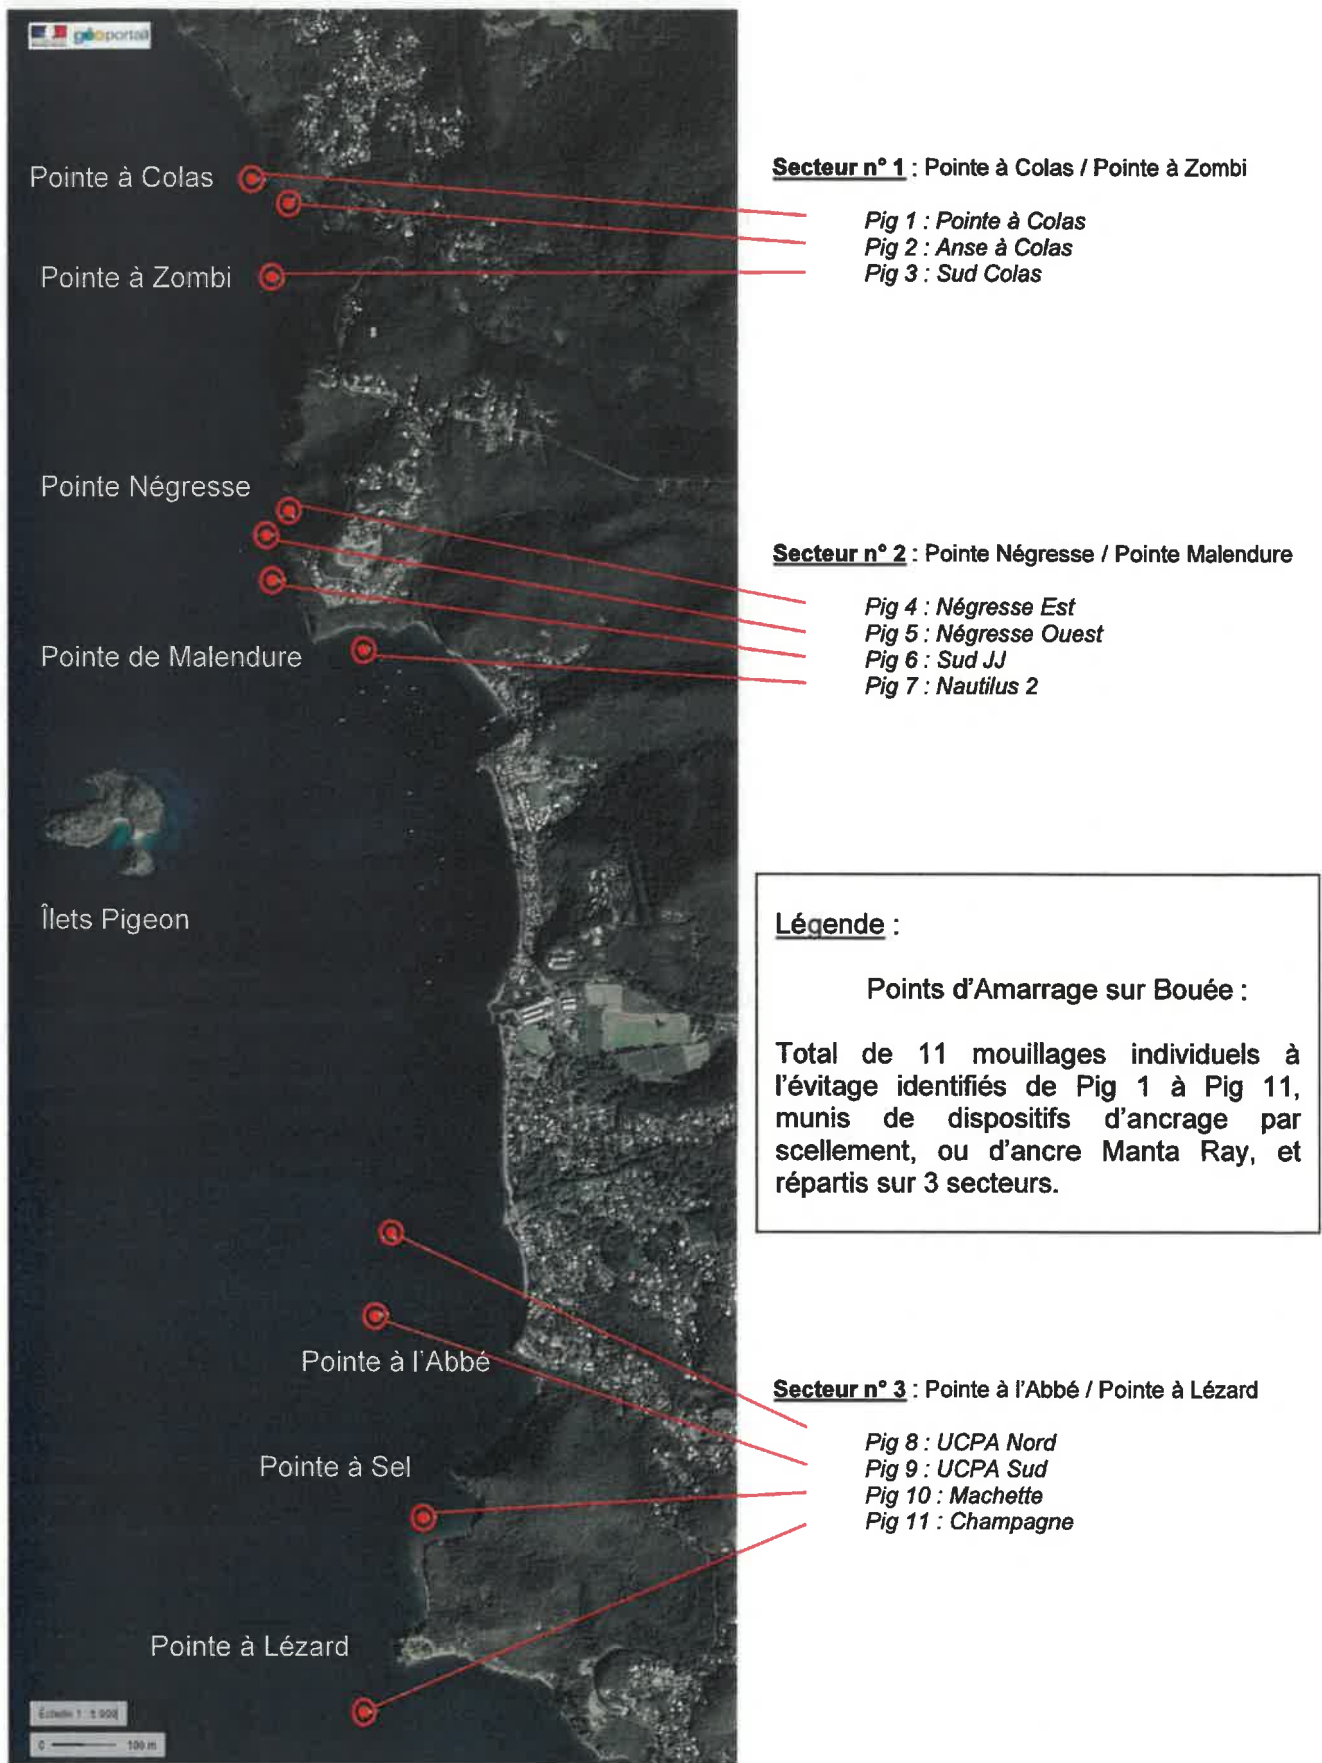 géoportail
Pointe à Colas
Pointe à Zombi
Pointe Négresse
Pointe de Malendure
Îlets Pigeon
Pointe à l'Abbé
Pointe à Sel
Pointe à Lézard
0 100 m
Secteur n° 1 : Pointe à Colas / Pointe à Zombi
Pig 1 : Pointe à Colas
Pig 2 : Anse à Colas
Pig 3 : Sud Colas
Secteur n° 2 : Pointe Négresse / Pointe Malendure
Pig 4 : Négresse Est
Pig 5 : Négresse Ouest
Pig 6 : Sud JJ
Pig 7 : Nautilus 2
Légende :
Points d'Amarrage sur Bouée :
Total de 11 mouillages individuels à
l'évitage identifiés de Pig 1 à Pig 11,
munis de dispositifs d'ancrage par
scellement, ou d'ancre Manta Ray, et
répartis sur 3 secteurs.
Secteur n° 3 : Pointe à l'Abbé / Pointe à Lézard
Pig 8 : UCPA Nord
Pig 9 : UCPA Sud
Pig 10 : Machette
Pig 11 : Champagne